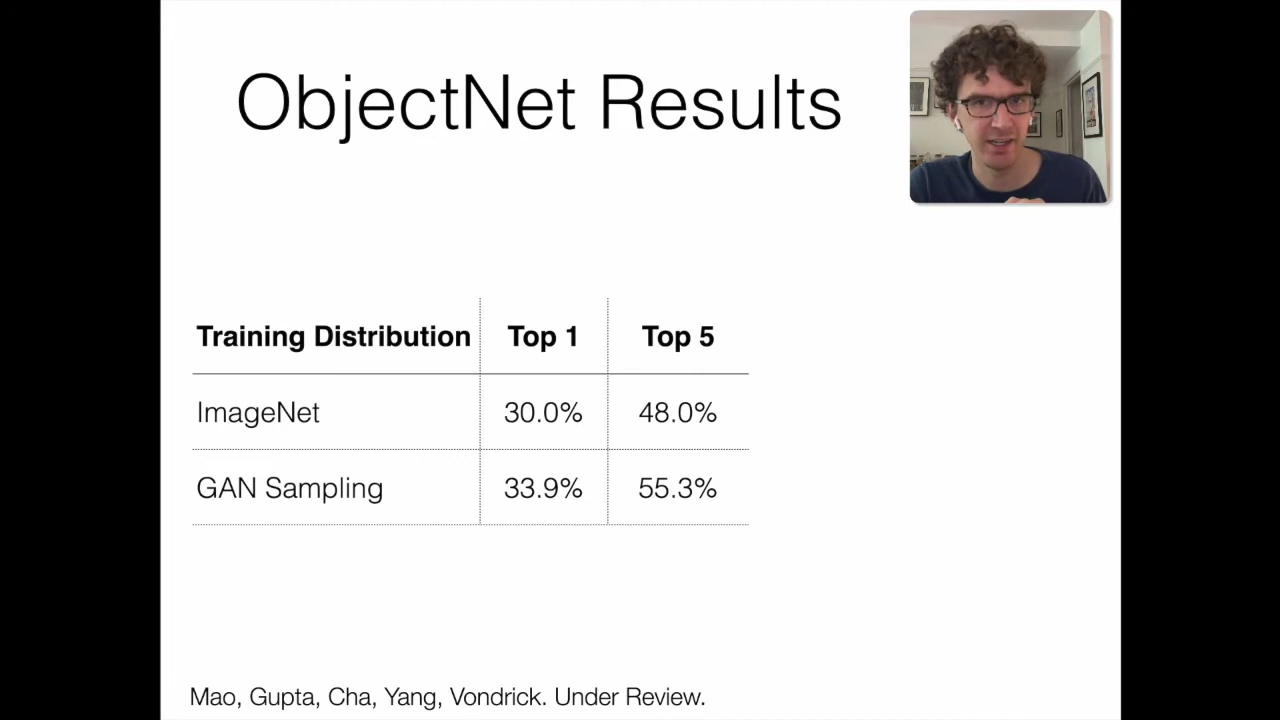 ObjectNet Results
Training Distribution Top 1 Top 5
ImageNet 30.0% 48.0%
GAN Sampling 33.9% 55.3%
Mao, Gupta, Cha, Yang, Vondrick. Under Review.